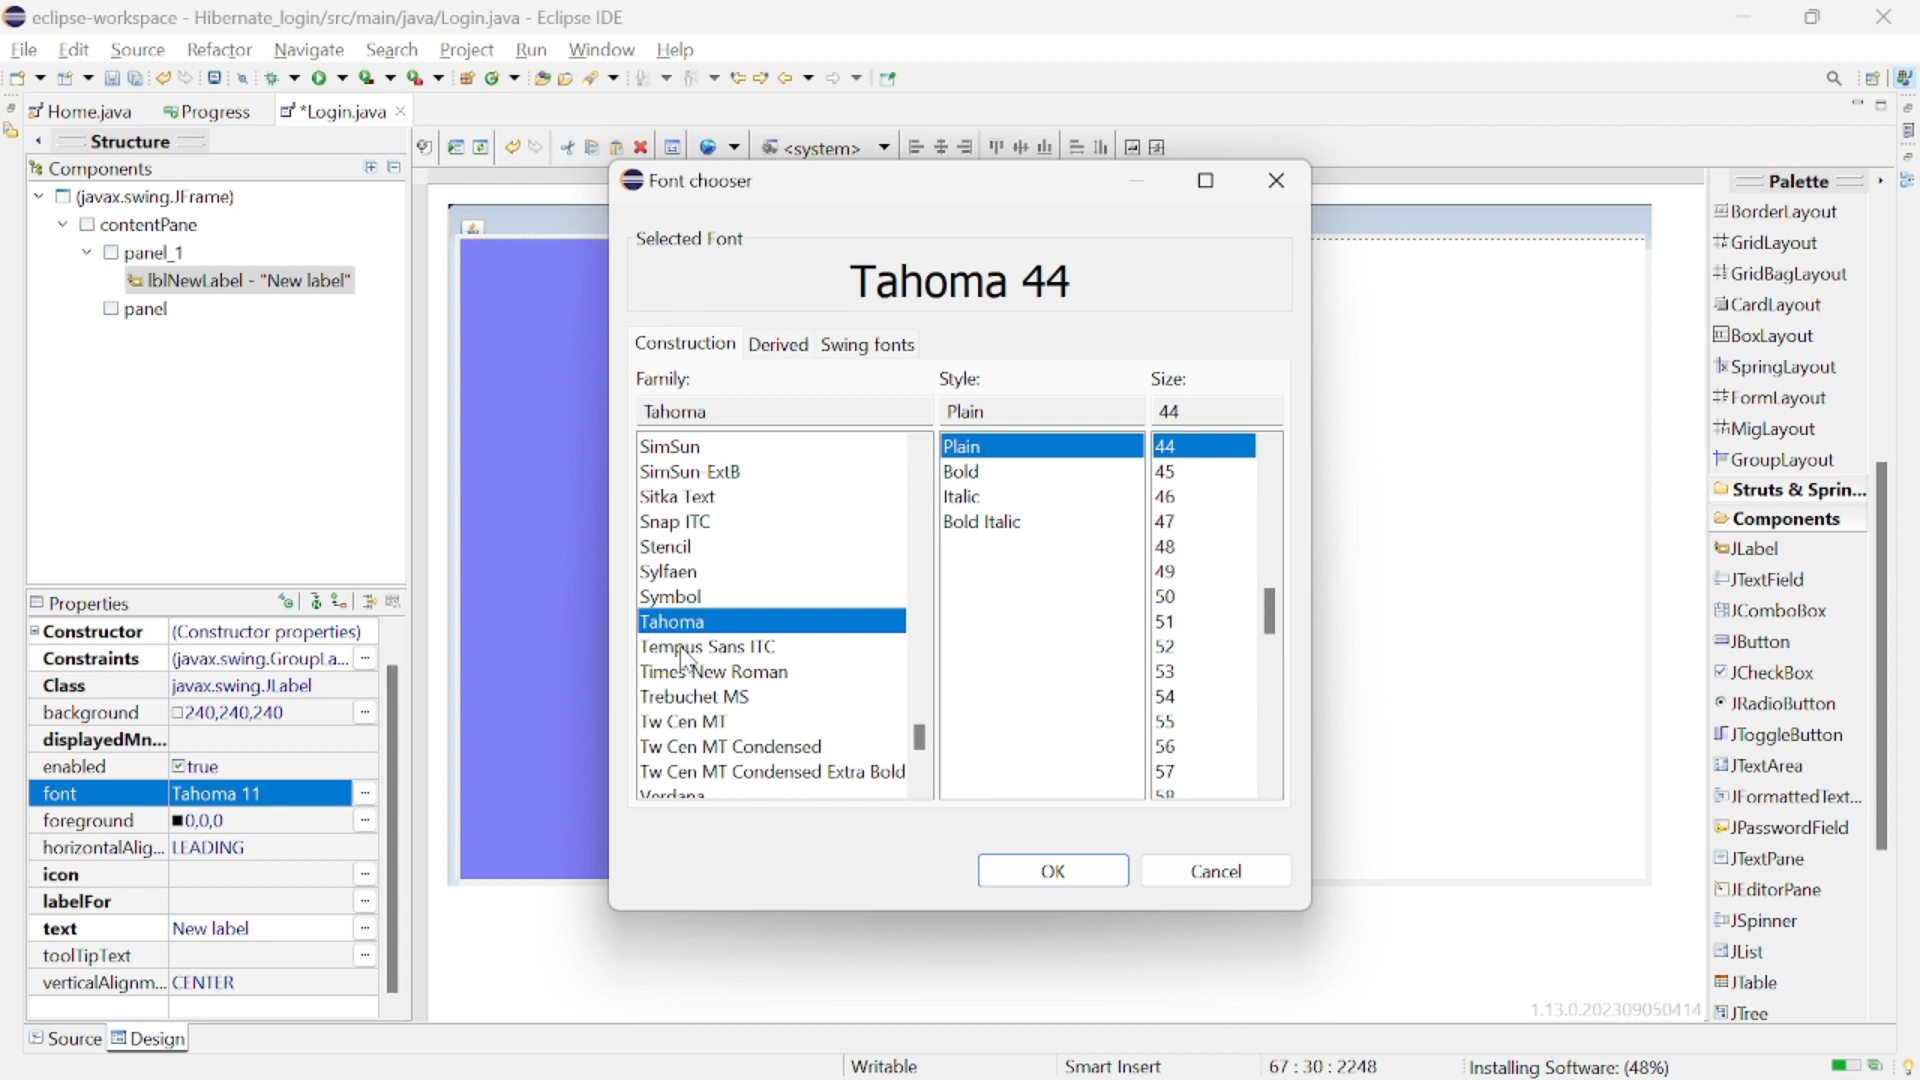 eclipse-workspace - Hibernate_login/src/main/java/Login.java - Eclipse IDE
File Edit Source Refactor Navigate Search Project Run Window Help
Home.java Progress *Login.java
Structure
<system>
Components
(javax.swing.JFrame)
contentPane
panel_1
lblNewLabel - "New label"
panel
Properties
Constructor (Constructor properties)
Constraints (javax.swing.GroupLa... ...
Class javax.swing.JLabel
background 240,240,240 ...
displayedMn...
enabled true
font Tahoma 11 ...
foreground 0,0,0 ...
horizontalAlig... LEADING
icon ...
labelFor ...
text New label ...
toolTipText ...
verticalAlignm... CENTER
Source Design
Font chooser
Selected Font
Tahoma 44
Construction Derived Swing fonts
Family: Style: Size:
Tahoma Plain 44
SimSun
SimSun-ExtB
Sitka Text
Snap ITC
Stencil
Sylfaen
Symbol
Tahoma
Tempus Sans ITC
Times New Roman
Trebuchet MS
Tw Cen MT
Tw Cen MT Condensed
Tw Cen MT Condensed Extra Bold
Verdana
Plain
Bold
Italic
Bold Italic
44
45
46
47
48
49
50
51
52
53
54
55
56
57
58
OK Cancel
Palette
BorderLayout
GridLayout
GridBagLayout
CardLayout
BoxLayout
SpringLayout
FormLayout
MigLayout
GroupLayout
Struts & Sprin...
Components
JLabel
JTextField
JComboBox
JButton
JCheckBox
JRadioButton
JToggleButton
JTextArea
JFormattedText...
JPasswordField
JTextPane
JEditorPane
JSpinner
JList
JTable
JTree
1.13.0.202309050414
Writable Smart Insert 67 : 30 : 2248 Installing Software: (48%)